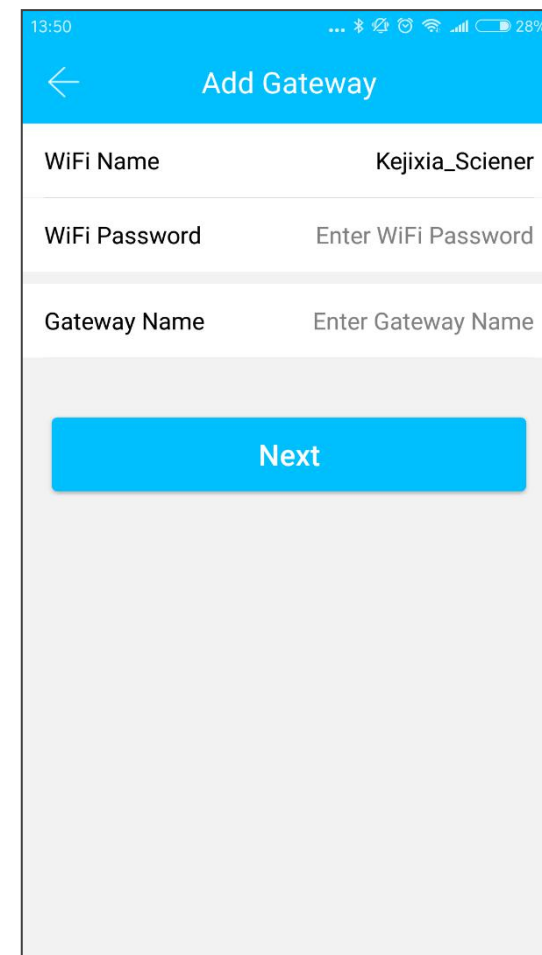 13:50 ... 28%
Add Gateway
WiFi Name Kejixia_Sciener
WiFi Password Enter WiFi Password
Gateway Name Enter Gateway Name
Next